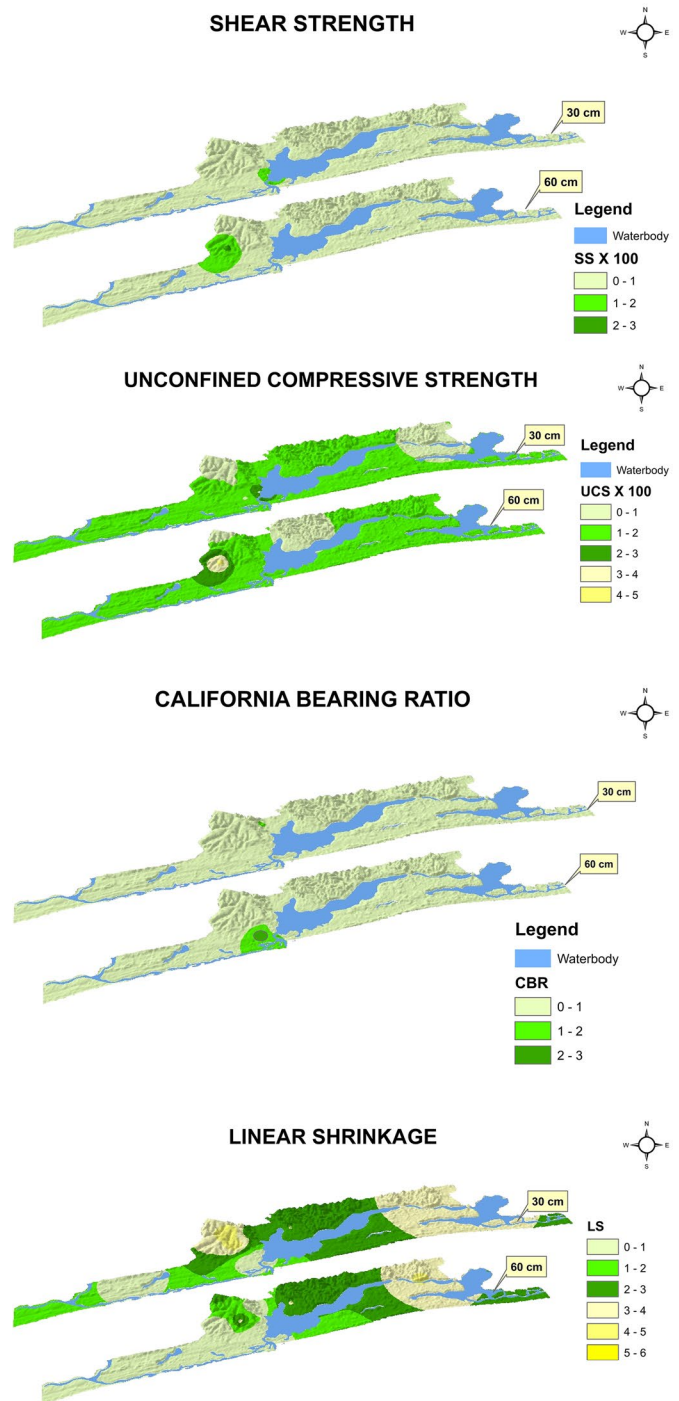 SHEAR STRENGTH
N
W E
S
30 cm
60 cm
Legend
Waterbody
SS X 100
0 - 1
1 - 2
2 - 3
UNCONFINED COMPRESSIVE STRENGTH
N
W E
S
30 cm
60 cm
Legend
Waterbody
UCS X 100
0 - 1
1 - 2
2 - 3
3 - 4
4 - 5
CALIFORNIA BEARING RATIO
N
W E
S
30 cm
60 cm
Legend
Waterbody
CBR
0 - 1
1 - 2
2 - 3
LINEAR SHRINKAGE
N
W E
S
30 cm
60 cm
LS
0 - 1
1 - 2
2 - 3
3 - 4
4 - 5
5 - 6